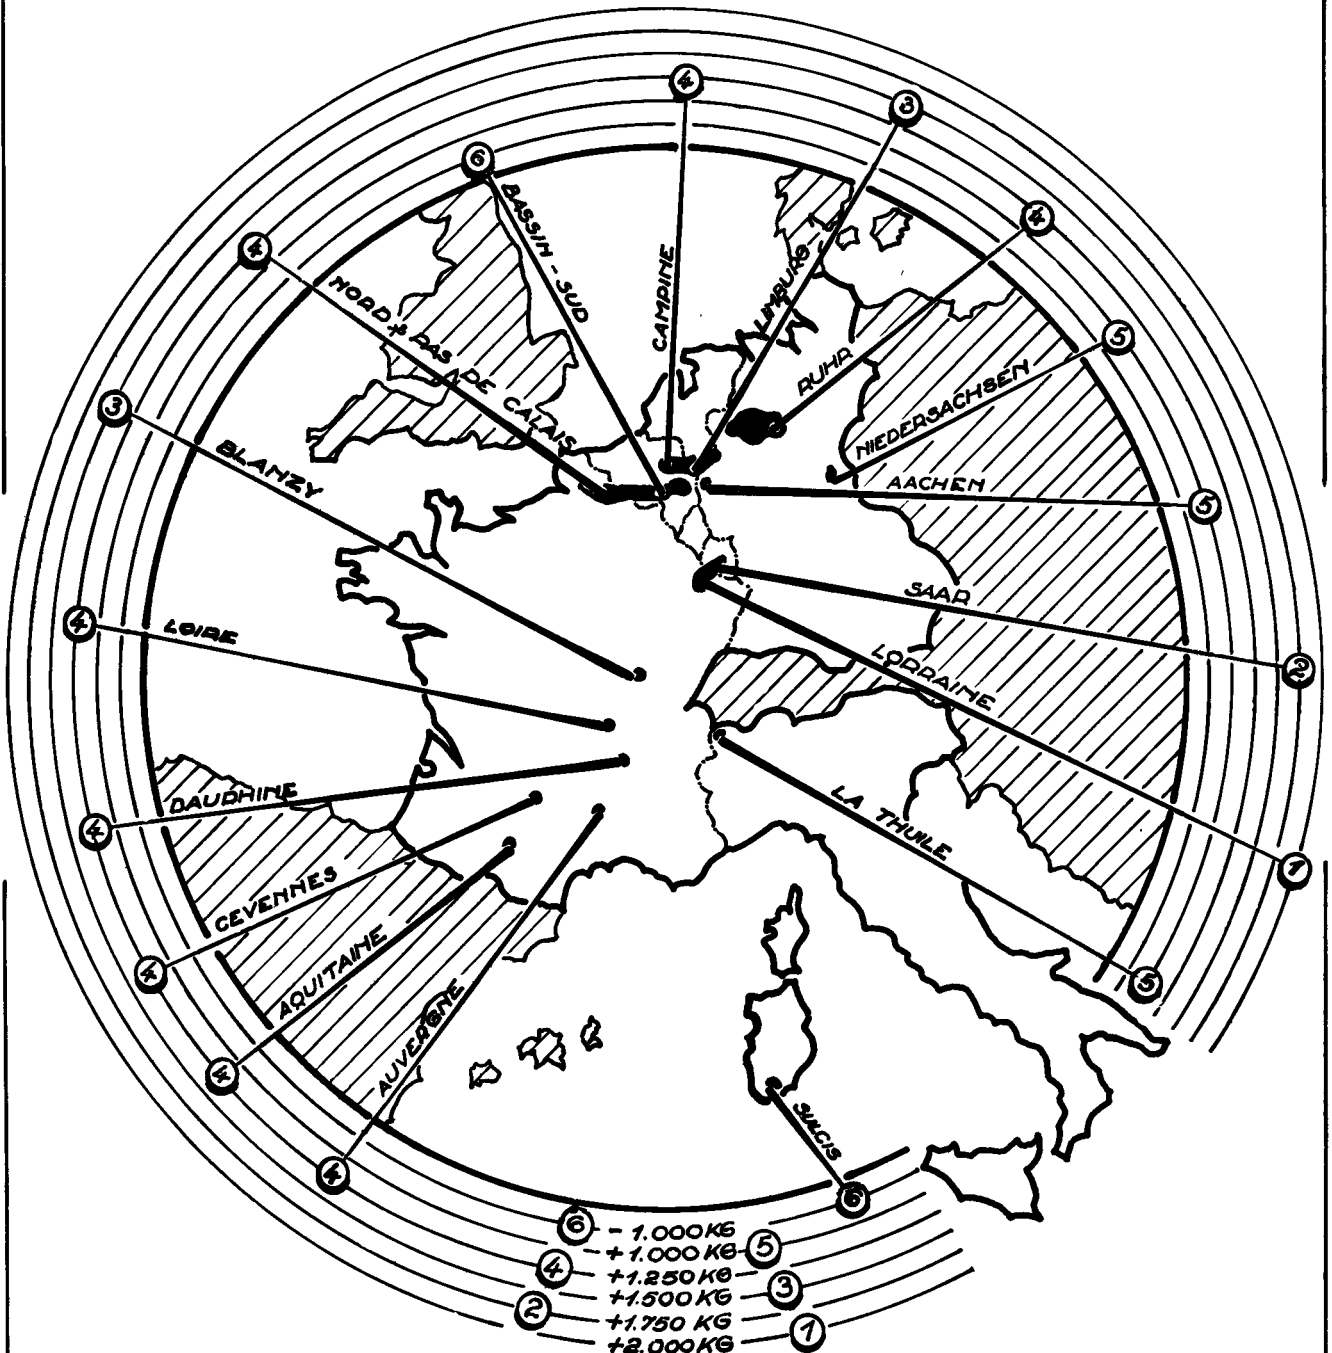 4
3
6
BASSIN - SUD
4
CAMPINE
LIMBURG
4
NORD & PAS DE CALAIS
RUHR
5
NIEDERSACHSEN
3
BLANZY
AACHEN
5
SAAR
4
LOIRE
LORRAINE
2
DAUPHINE
4
LA THUILE
1
CEVENNES
4
AQUITAINE
5
AUVERGNE
4
SULCIS
4
6
6 - 1.000 KG
+1.000 KG 5
4 +1.250 KG
+1.500 KG 3
2 +1.750 KG
+2.000 KG 1